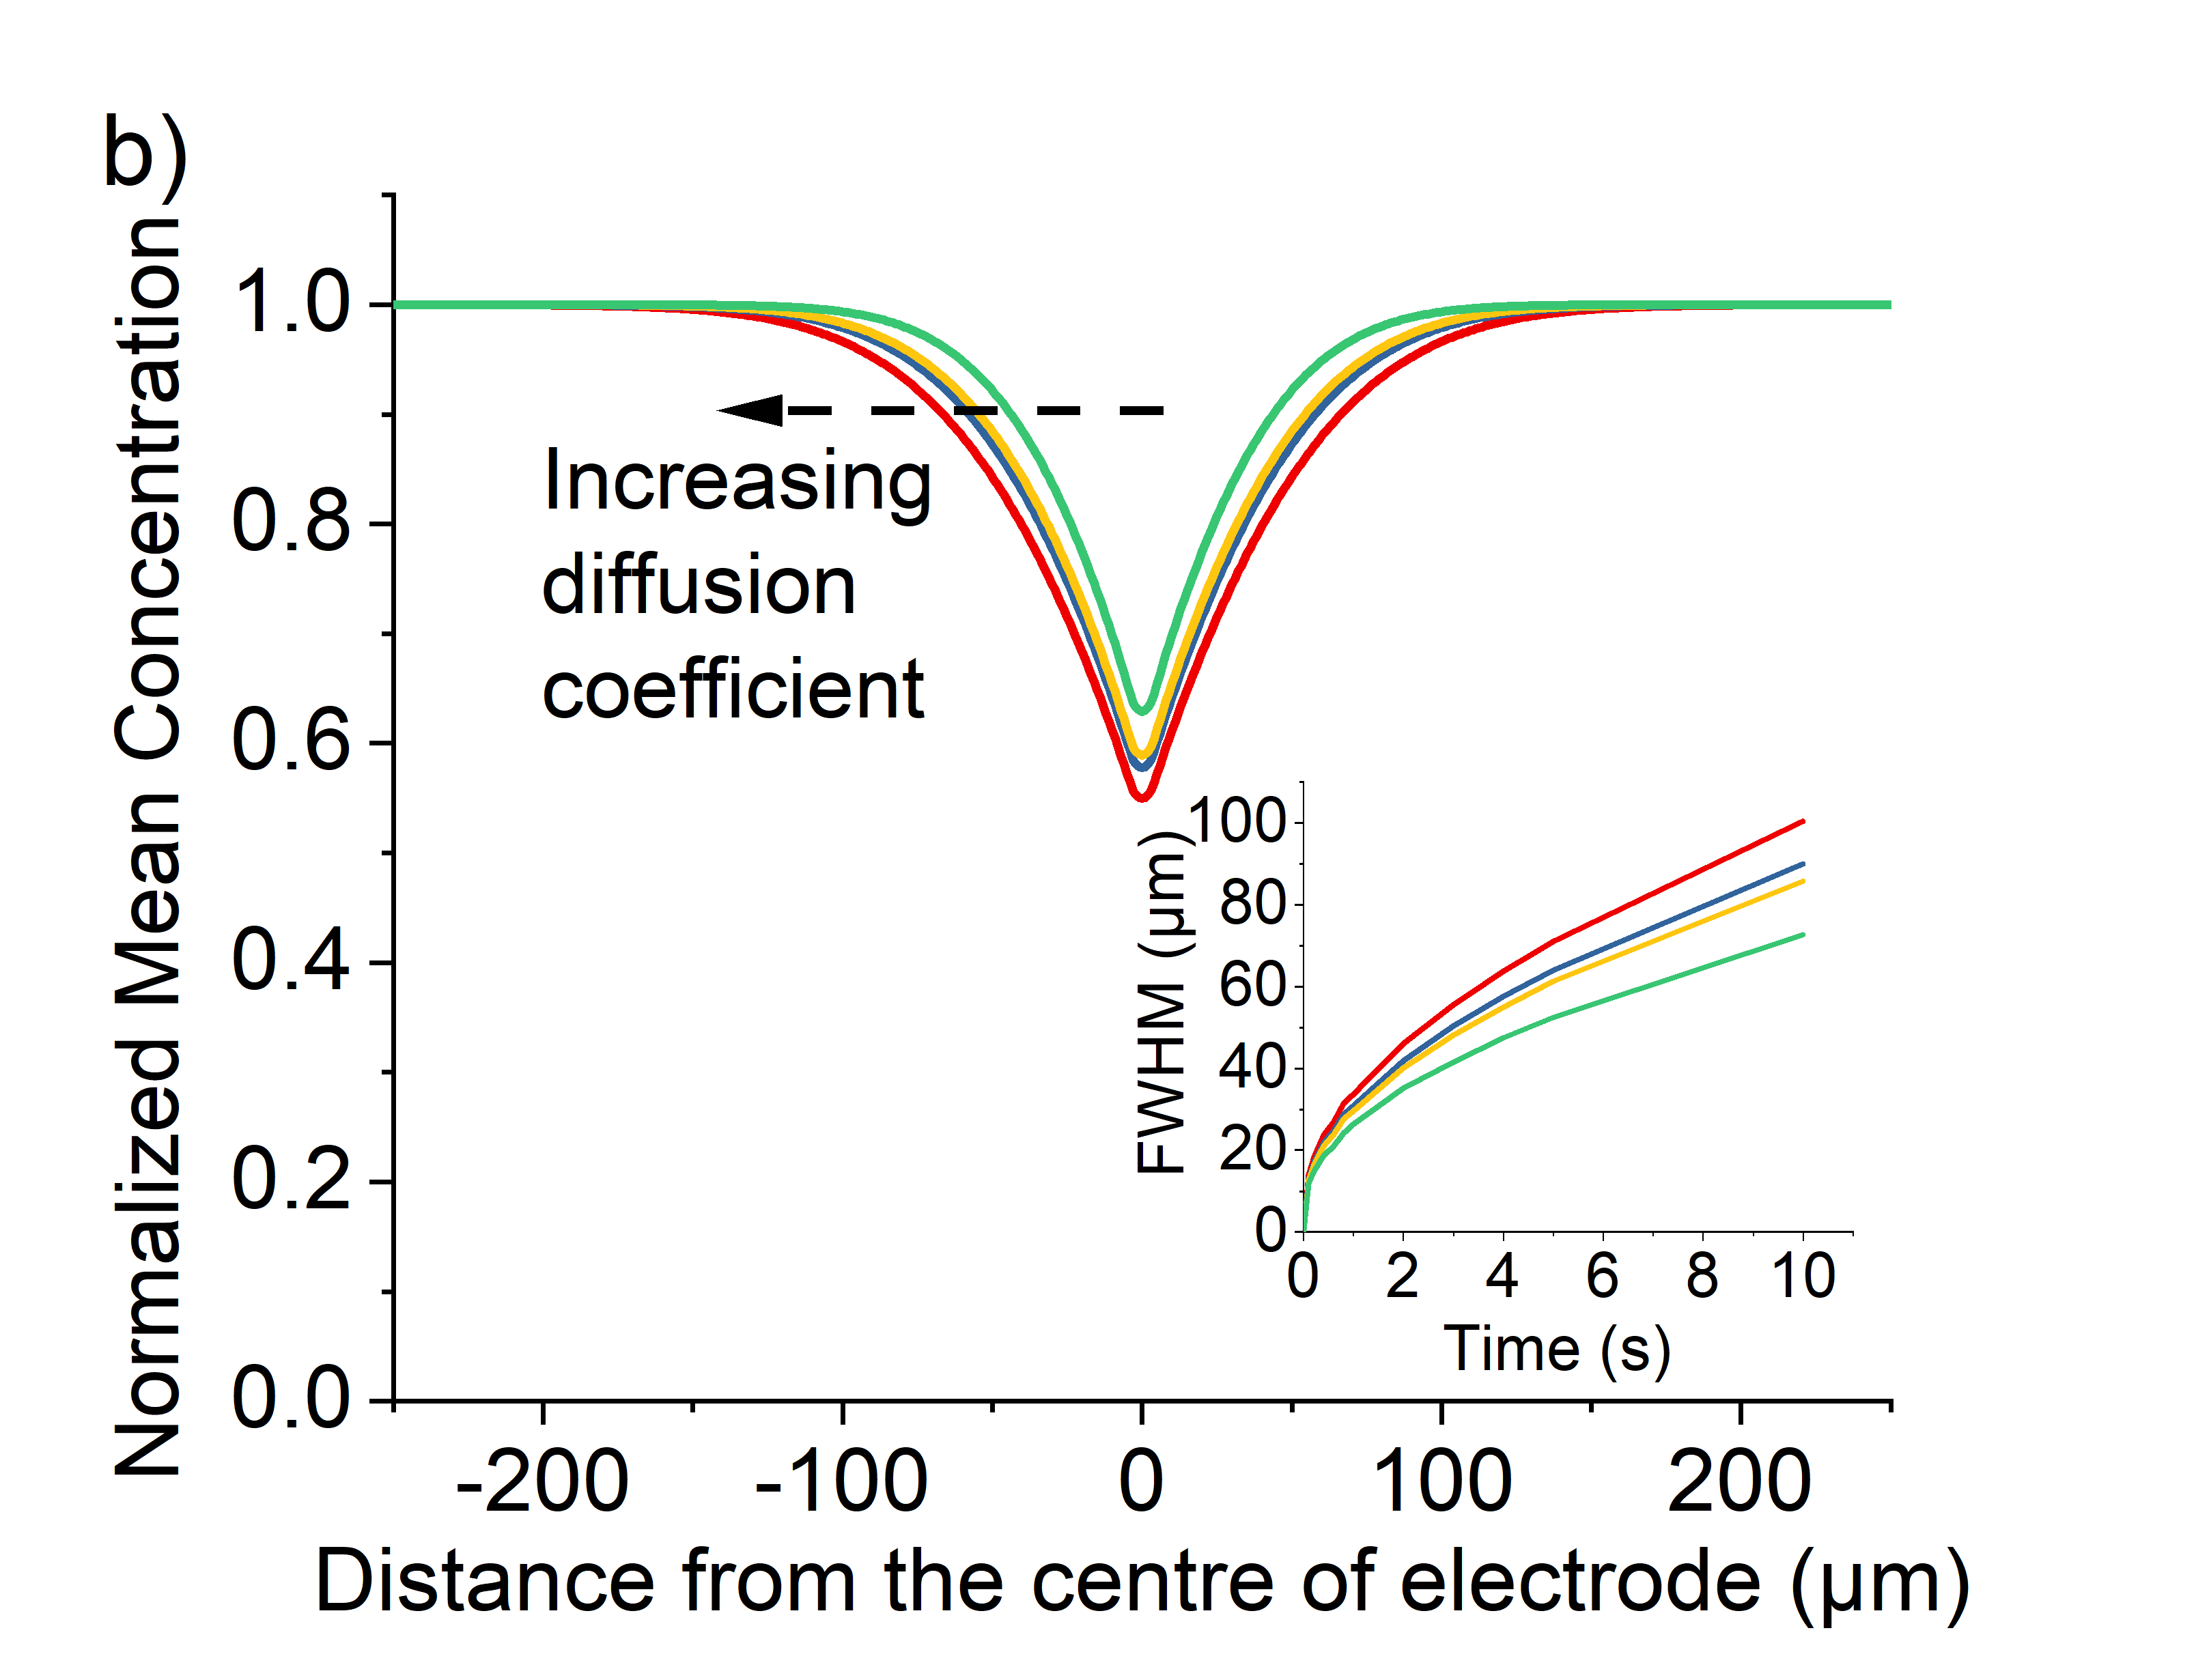 b)
Normalized Mean Concentration
1.0
0.8
0.6
0.4
0.2
0.0
Increasing
diffusion
coefficient
FWHM (µm)
100
80
60
40
20
0
0 2 4 6 8 10
Time (s)
-200 -100 0 100 200
Distance from the centre of electrode (µm)